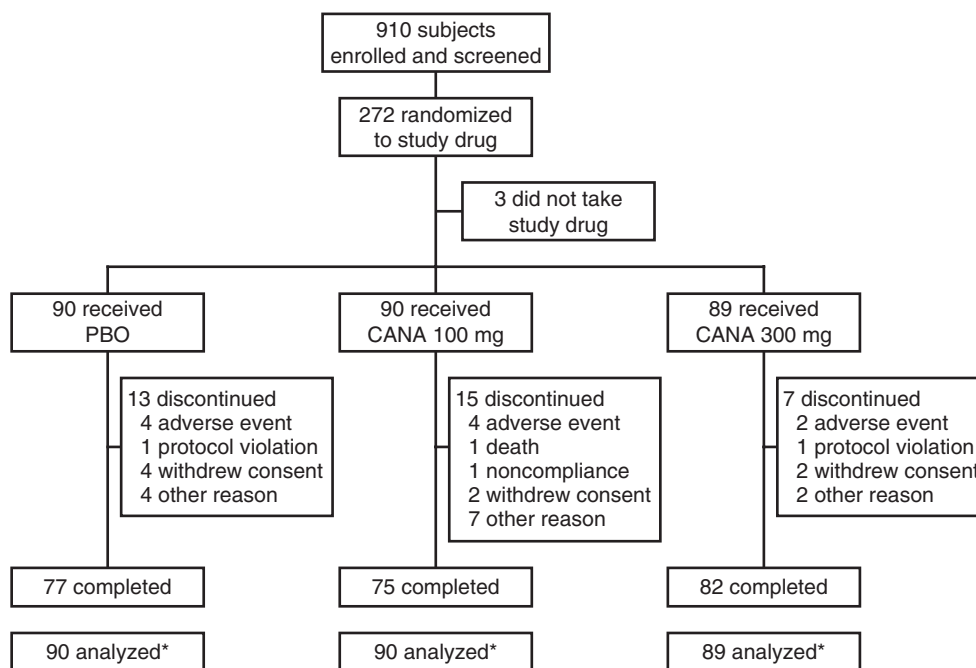 910 subjects
enrolled and screened
272 randomized
to study drug
3 did not take
study drug
90 received
PBO
90 received
CANA 100 mg
89 received
CANA 300 mg
13 discontinued
4 adverse event
1 protocol violation
4 withdrew consent
4 other reason
15 discontinued
4 adverse event
1 death
1 noncompliance
2 withdrew consent
7 other reason
7 discontinued
2 adverse event
1 protocol violation
2 withdrew consent
2 other reason
77 completed
75 completed
82 completed
90 analyzed*
90 analyzed*
89 analyzed*